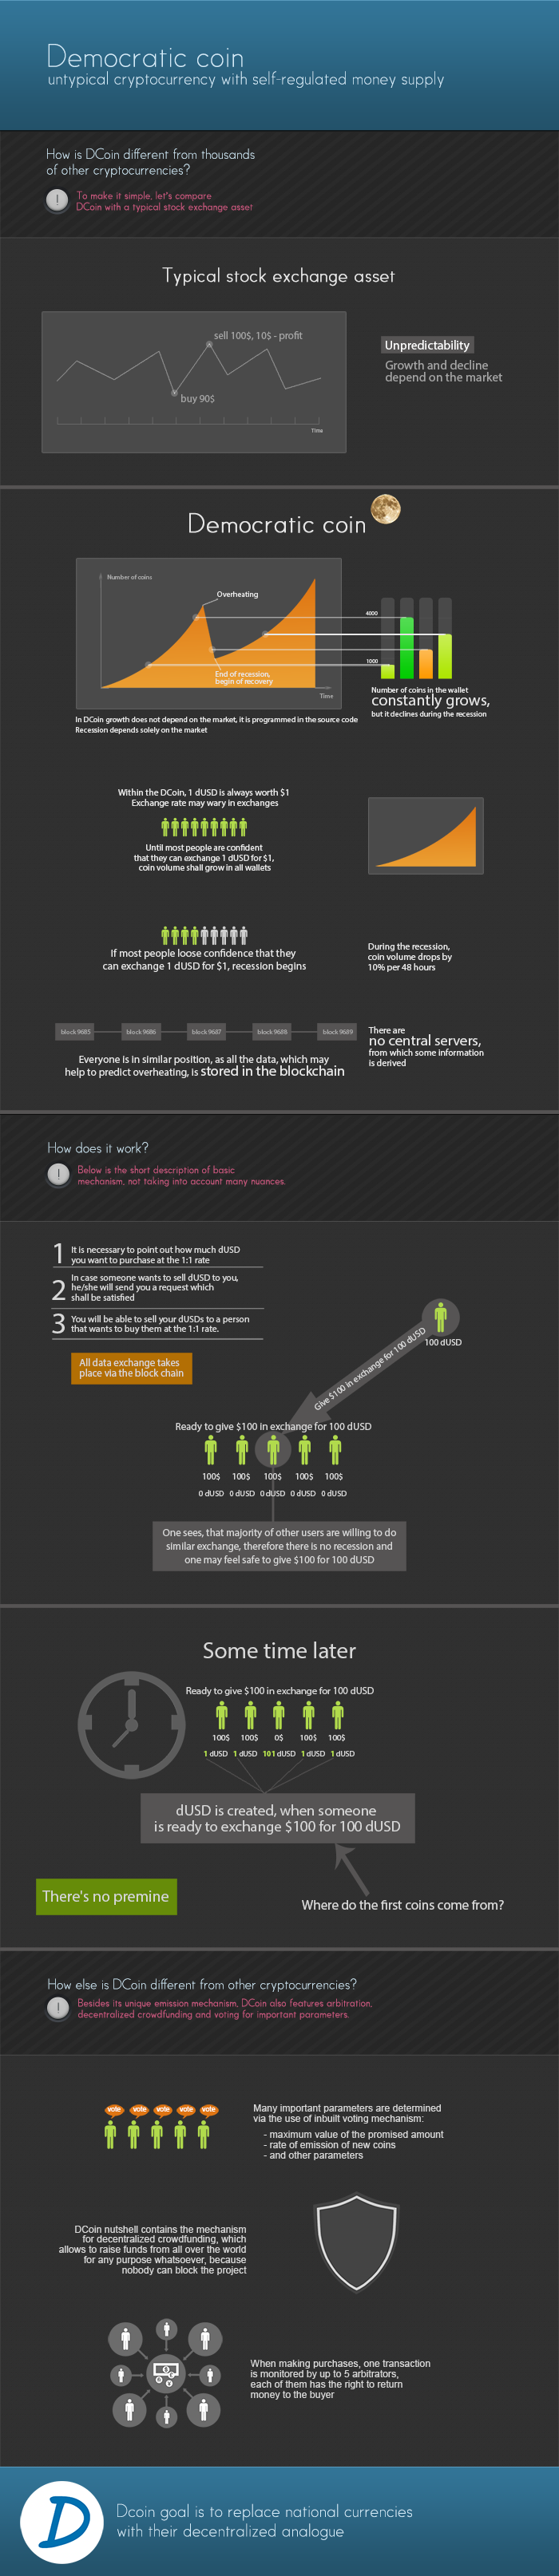 Democratic coin
untypical cryptocurrency with self-regulated money supply
How is DCoin different from thousands
of other cryptocurrencies?
!
To make it simple, let's compare
DCoin with a typical stock exchange asset
Typical stock exchange asset
sell 100$, 10$ - profit
buy 90$
Time
Unpredictability
Growth and decline
depend on the market
Democratic coin
Number of coins
Overheating
End of recession,
begin of recovery
Time
4000
1000
Number of coins in the wallet
constantly grows,
but it declines during the recession
In DCoin growth does not depend on the market, it is programmed in the source code
Recession depends solely on the market
Within the DCoin, 1 dUSD is always worth $1
Exchange rate may vary in exchanges
Until most people are confident
that they can exchange 1 dUSD for $1,
coin volume shall grow in all wallets
If most people loose confidence that they
can exchange 1 dUSD for $1, recession begins
During the recession,
coin volume drops by
10% per 48 hours
block 9685 block 9686 block 9687 block 9688 block 9689
Everyone is in similar position, as all the data, which may
help to predict overheating, is stored in the blockchain
There are
no central servers,
from which some information
is derived
How does it work?
!
Below is the short description of basic
mechanism, not taking into account many nuances.
1 It is necessary to point out how much dUSD
you want to purchase at the 1:1 rate
2 In case someone wants to sell dUSD to you,
he/she will send you a request which
shall be satisfied
3 You will be able to sell your dUSDs to a person
that wants to buy them at the 1:1 rate.
All data exchange takes
place via the block chain
100 dUSD
Give $100 in exchange for 100 dUSD
Ready to give $100 in exchange for 100 dUSD
100$ 100$ 100$ 100$ 100$
0 dUSD 0 dUSD 0 dUSD 0 dUSD 0 dUSD
One sees, that majority of other users are willing to do
similar exchange, therefore there is no recession and
one may feel safe to give $100 for 100 dUSD
Some time later
Ready to give $100 in exchange for 100 dUSD
100$ 100$ 0$ 100$ 100$
1 dUSD 1 dUSD 101 dUSD 1 dUSD 1 dUSD
dUSD is created, when someone
is ready to exchange $100 for 100 dUSD
There's no premine
Where do the first coins come from?
How else is DCoin different from other cryptocurrencies?
!
Besides its unique emission mechanism, DCoin also features arbitration,
decentralized crowdfunding and voting for important parameters.
vote vote vote vote vote
Many important parameters are determined
via the use of inbuilt voting mechanism:
- maximum value of the promised amount
- rate of emission of new coins
- and other parameters
DCoin nutshell contains the mechanism
for decentralized crowdfunding, which
allows to raise funds from all over the world
for any purpose whatsoever, because
nobody can block the project
When making purchases, one transaction
is monitored by up to 5 arbitrators,
each of them has the right to return
money to the buyer
D
Dcoin goal is to replace national currencies
with their decentralized analogue